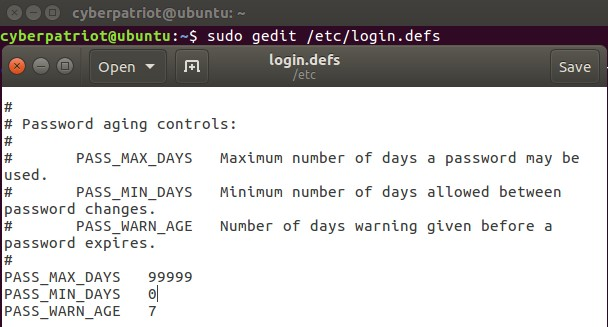 cyberpatriot@ubuntu: ~
cyberpatriot@ubuntu:~$ sudo gedit /etc/login.defs
Open
login.defs
/etc
Save
#
# Password aging controls:
#
#       PASS_MAX_DAYS   Maximum number of days a password may be
used.
#       PASS_MIN_DAYS   Minimum number of days allowed between
password changes.
#       PASS_WARN_AGE   Number of days warning given before a
password expires.
#
PASS_MAX_DAYS   99999
PASS_MIN_DAYS   0
PASS_WARN_AGE   7